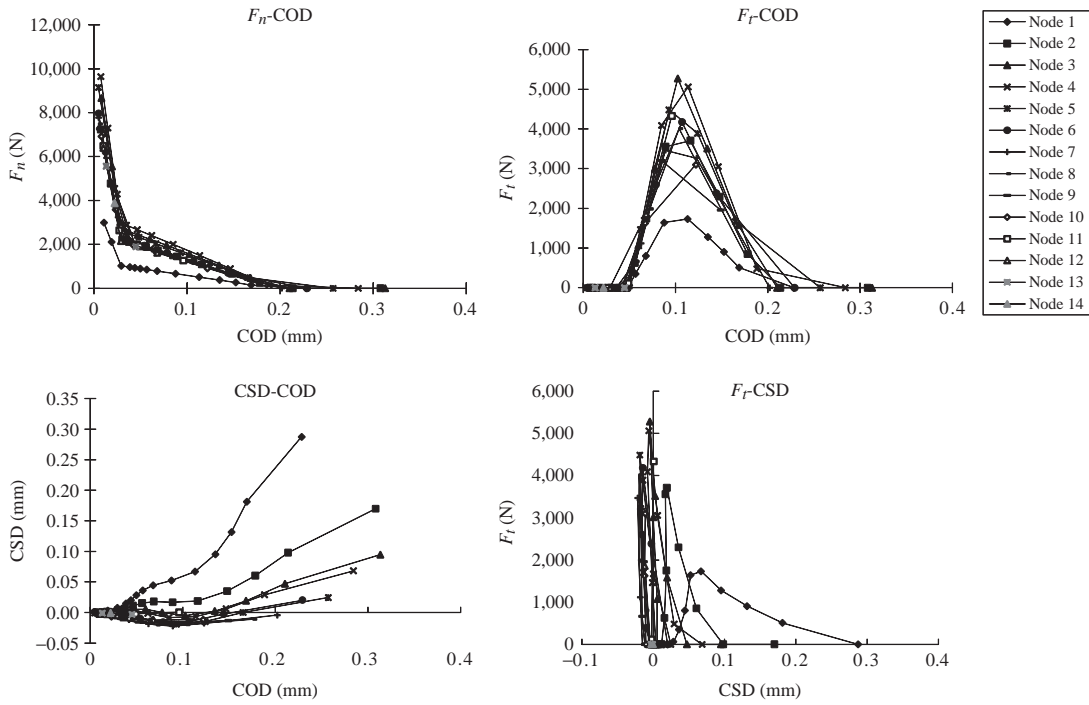 Fn-COD
12,000
10,000
8,000
6,000
4,000
2,000
0
Fn (N)
0 0.1 0.2 0.3 0.4
COD (mm)
Ft-COD
6,000
5,000
4,000
3,000
2,000
1,000
0
Ft (N)
0 0.1 0.2 0.3 0.4
COD (mm)
Node 1
Node 2
Node 3
Node 4
Node 5
Node 6
Node 7
Node 8
Node 9
Node 10
Node 11
Node 12
Node 13
Node 14
CSD-COD
0.35
0.30
0.25
0.20
0.15
0.10
0.05
0.00
−0.05
CSD (mm)
0 0.1 0.2 0.3 0.4
COD (mm)
Ft-CSD
6,000
5,000
4,000
3,000
2,000
1,000
0
Ft (N)
−0.1 0 0.1 0.2 0.3 0.4
CSD (mm)